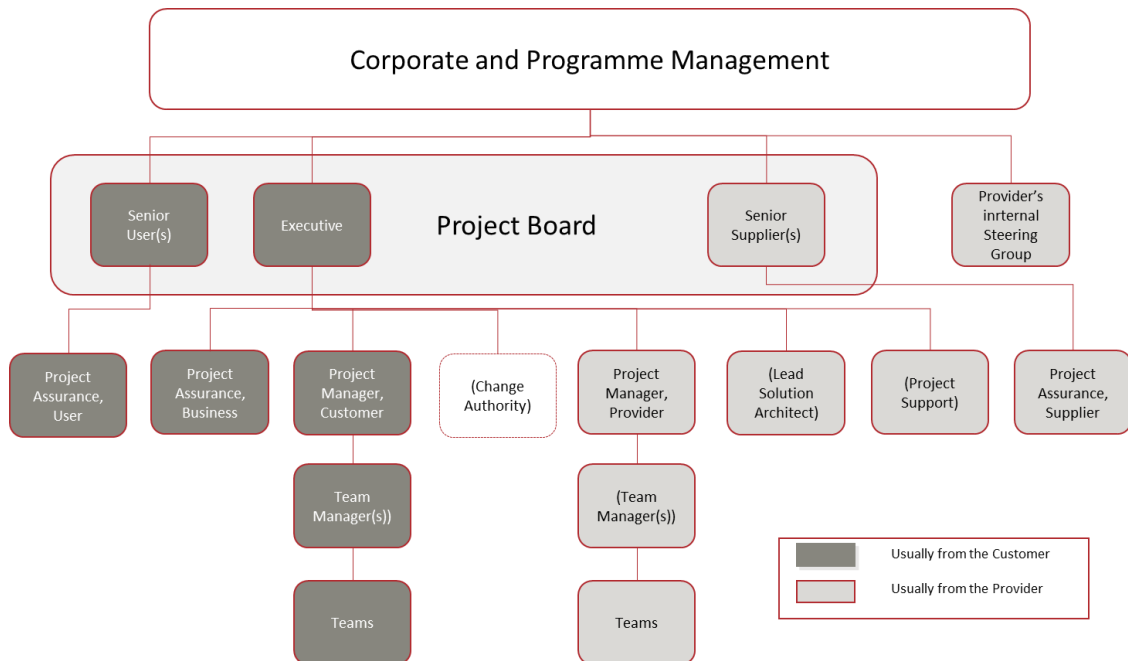 Corporate and Programme Management
Senior
User(s)
Executive
Project Board
Senior
Supplier(s)
Provider's
inrternal
Steering
Group
Project
Assurance,
User
Project
Assurance,
Business
Project
Manager,
Customer
(Change
Authority)
Project
Manager,
Provider
(Lead
Solution
Architect)
(Project
Support)
Project
Assurance,
Supplier
Team
Manager(s))
(Team
Manager(s))
Teams
Teams
Usually from the Customer
Usually from the Provider